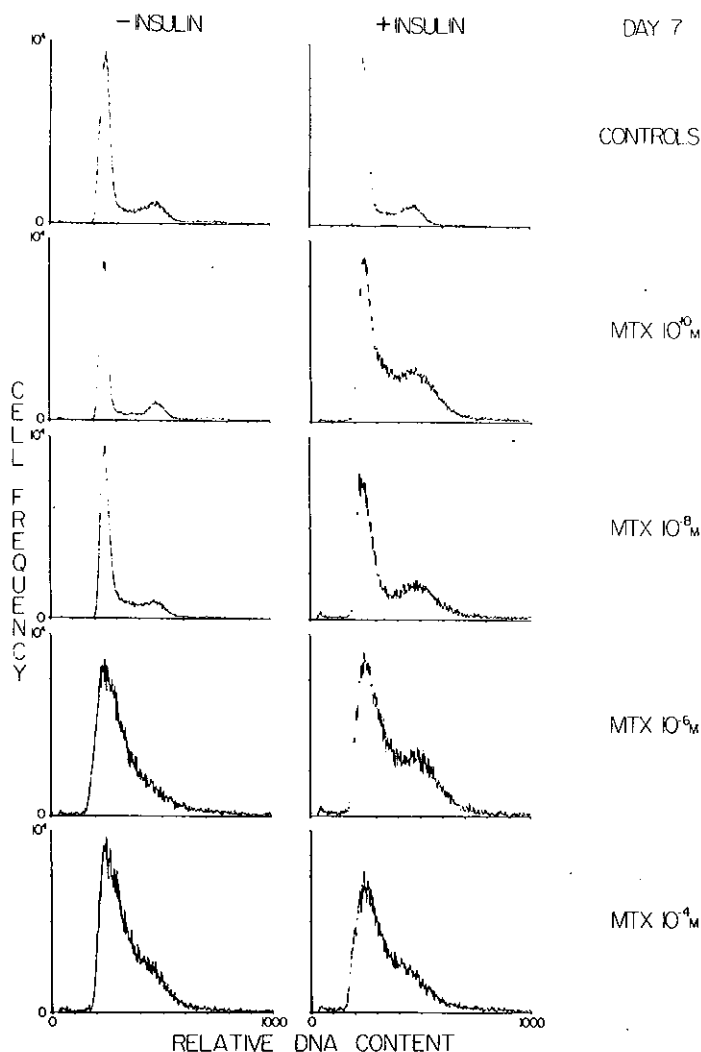 −INSULIN +INSULIN DAY 7
10⁴
0
CONTROLS
10⁴
0
MTX 10⁻¹⁰M
10⁴
0
MTX 10⁻⁸M
10⁴
0
MTX 10⁻⁶M
10⁴
0
MTX 10⁻⁴M
CELL FREQUENCY
0 1000 0 1000
RELATIVE DNA CONTENT